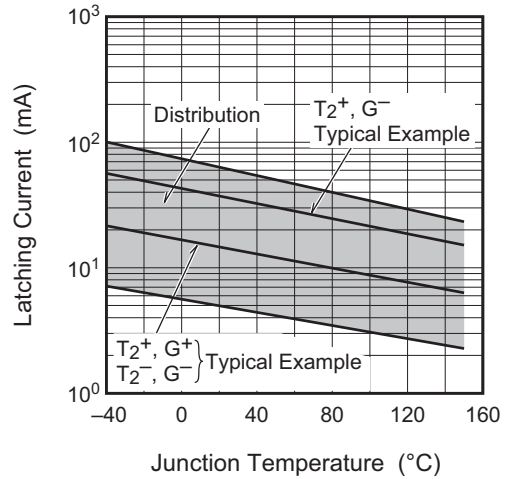 10³
Latching Current (mA)
Distribution
T₂⁺, G⁻
Typical Example
10²
10¹
T₂⁺, G⁺
T₂⁻, G⁻
} Typical Example
10⁰
–40 0 40 80 120 160
Junction Temperature (°C)